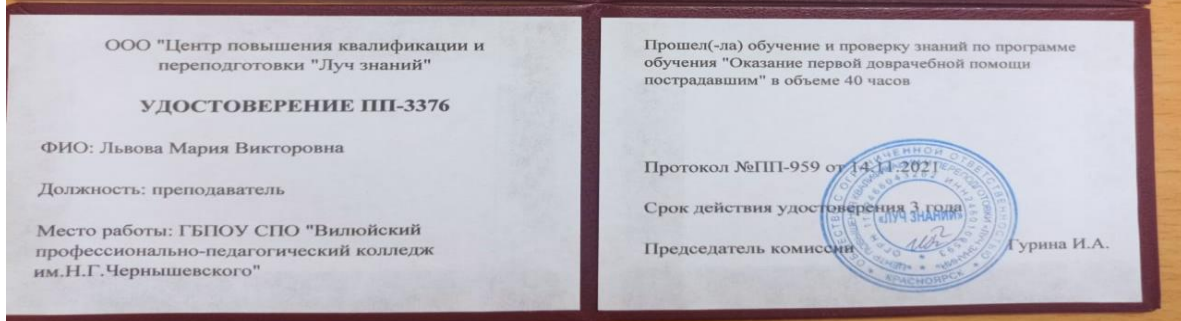 ООО "Центр повышения квалификации и
переподготовки "Луч знаний"
УДОСТОВЕРЕНИЕ ПП-3376
ФИО: Львова Мария Викторовна
Должность: преподаватель
Место работы: ГБПОУ СПО "Вилюйский
профессионально-педагогический колледж
им.Н.Г.Чернышевского"
Прошел(-ла) обучение и проверку знаний по программе
обучения "Оказание первой доврачебной помощи
пострадавшим" в объеме 40 часов
Протокол №ПП-959 от 14.11.2021
Срок действия удостоверения 3 года
Председатель комиссии
Гурина И.А.
ОБЩЕСТВО С ОГРАНИЧЕННОЙ ОТВЕТСТВЕННОСТЬЮ
«ЛУЧ ЗНАНИЙ»
КРАСНОЯРСК